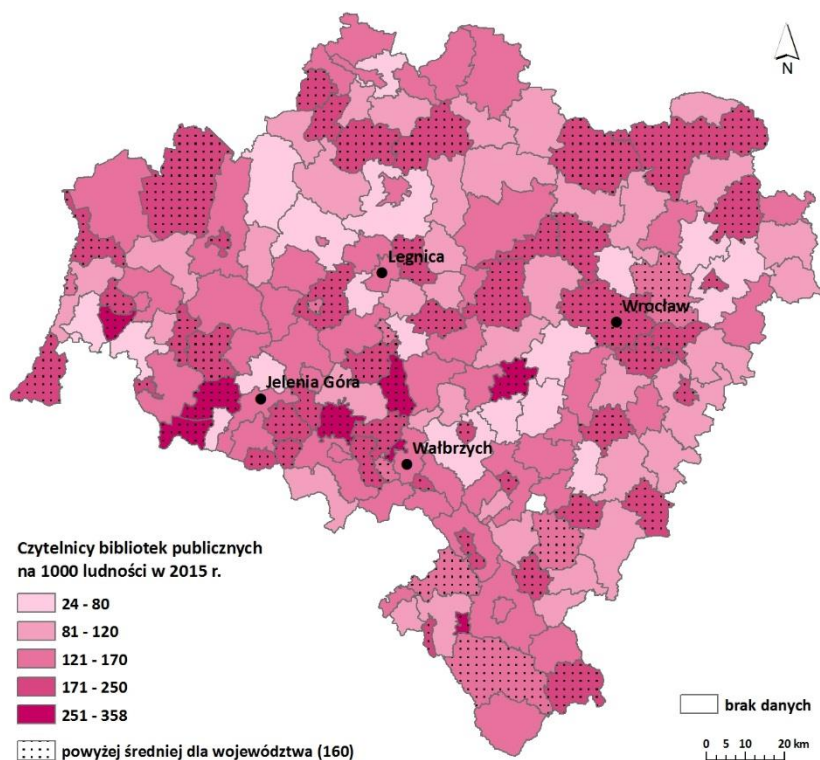 N
Legnica
Wrocław
Jelenia Góra
Wałbrzych
Czytelnicy bibliotek publicznych
na 1000 ludności w 2015 r.
24 - 80
81 - 120
121 - 170
171 - 250
251 - 358
powyżej średniej dla województwa (160)
brak danych
0 5 10 20 km